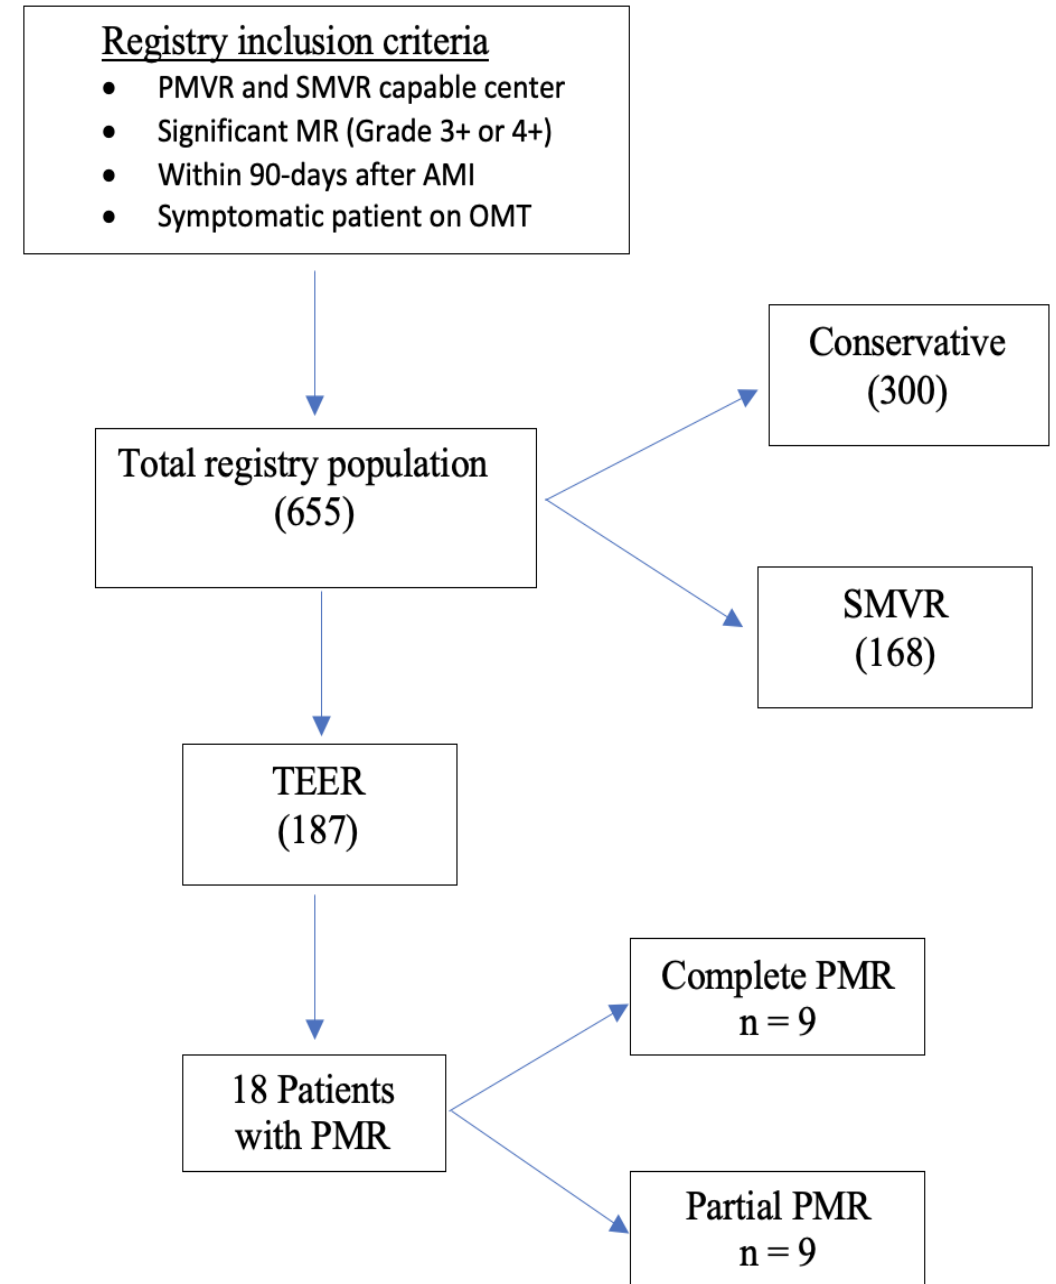 Registry inclusion criteria
• PMVR and SMVR capable center
• Significant MR (Grade 3+ or 4+)
• Within 90-days after AMI
• Symptomatic patient on OMT
Conservative
(300)
Total registry population
(655)
SMVR
(168)
TEER
(187)
Complete PMR
n = 9
18 Patients
with PMR
Partial PMR
n = 9